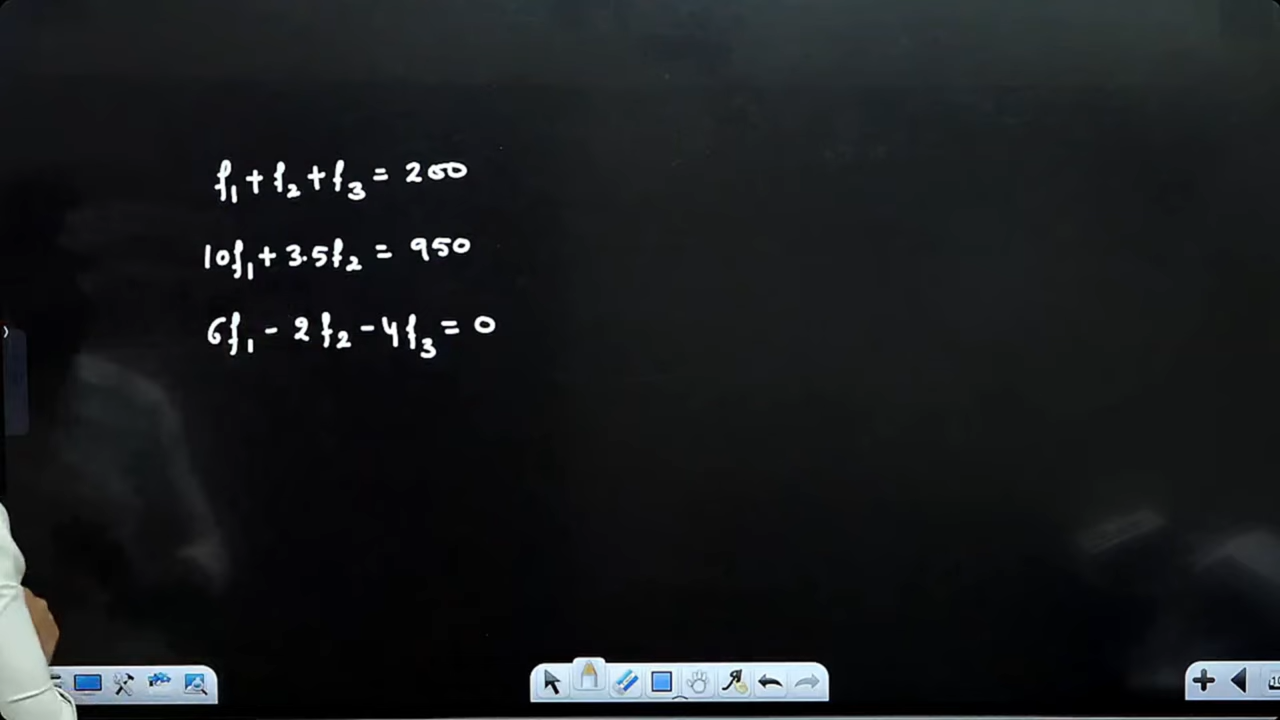 f₁ + f₂ + f₃ = 200
10f₁ + 3.5f₂ = 950
6f₁ - 2f₂ - 4f₃ = 0